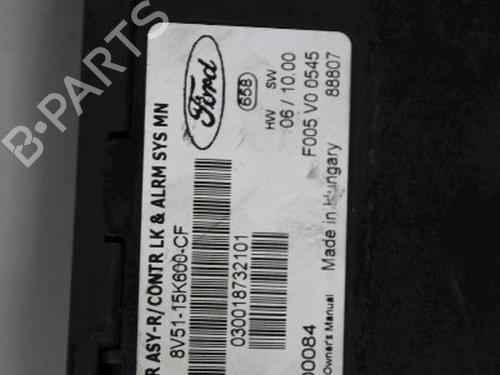 R ASY-R/CONTR LK & ALRM SYS MN
8V51-15K600-CF
030018732101
Ford
658
HW SW
06 / 10.00
F005 V0 0545
88807
Made in Hungary
Owner's Manual
00084
B-PARTS